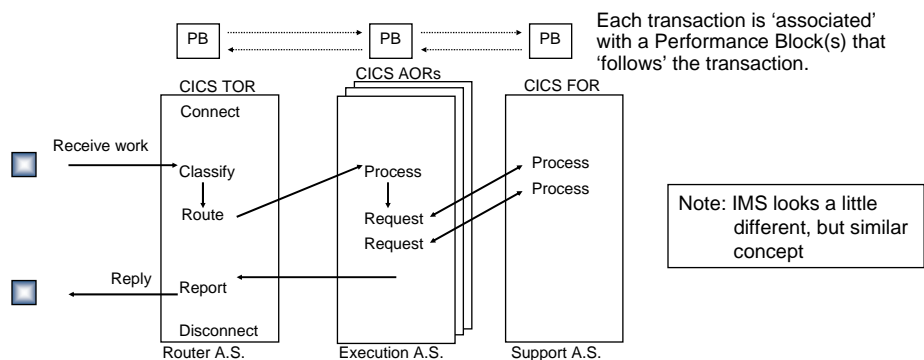 PB
PB
PB
Each transaction is ‘associated’
with a Performance Block(s) that
‘follows’ the transaction.
CICS TOR
CICS AORs
CICS FOR
Connect
Receive work
Classify
Route
Process
Request
Request
Process
Process
Note: IMS looks a little
different, but similar
concept
Reply
Report
Disconnect
Router A.S.
Execution A.S.
Support A.S.